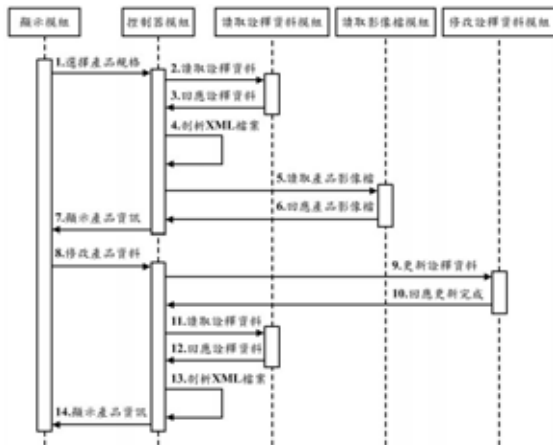 顯示模組
控制器模組
讀取詮釋資料模組
讀取影像檔模組
修改詮釋資料模組
1.選擇產品規格
2.讀取詮釋資料
3.回應詮釋資料
4.剖析XML檔案
5.讀取產品影像檔
6.回應產品影像檔
7.顯示產品資訊
8.修改產品資料
9.更新詮釋資料
10.回應更新完成
11.讀取詮釋資料
12.回應詮釋資料
13.剖析XML檔案
14.顯示產品資訊